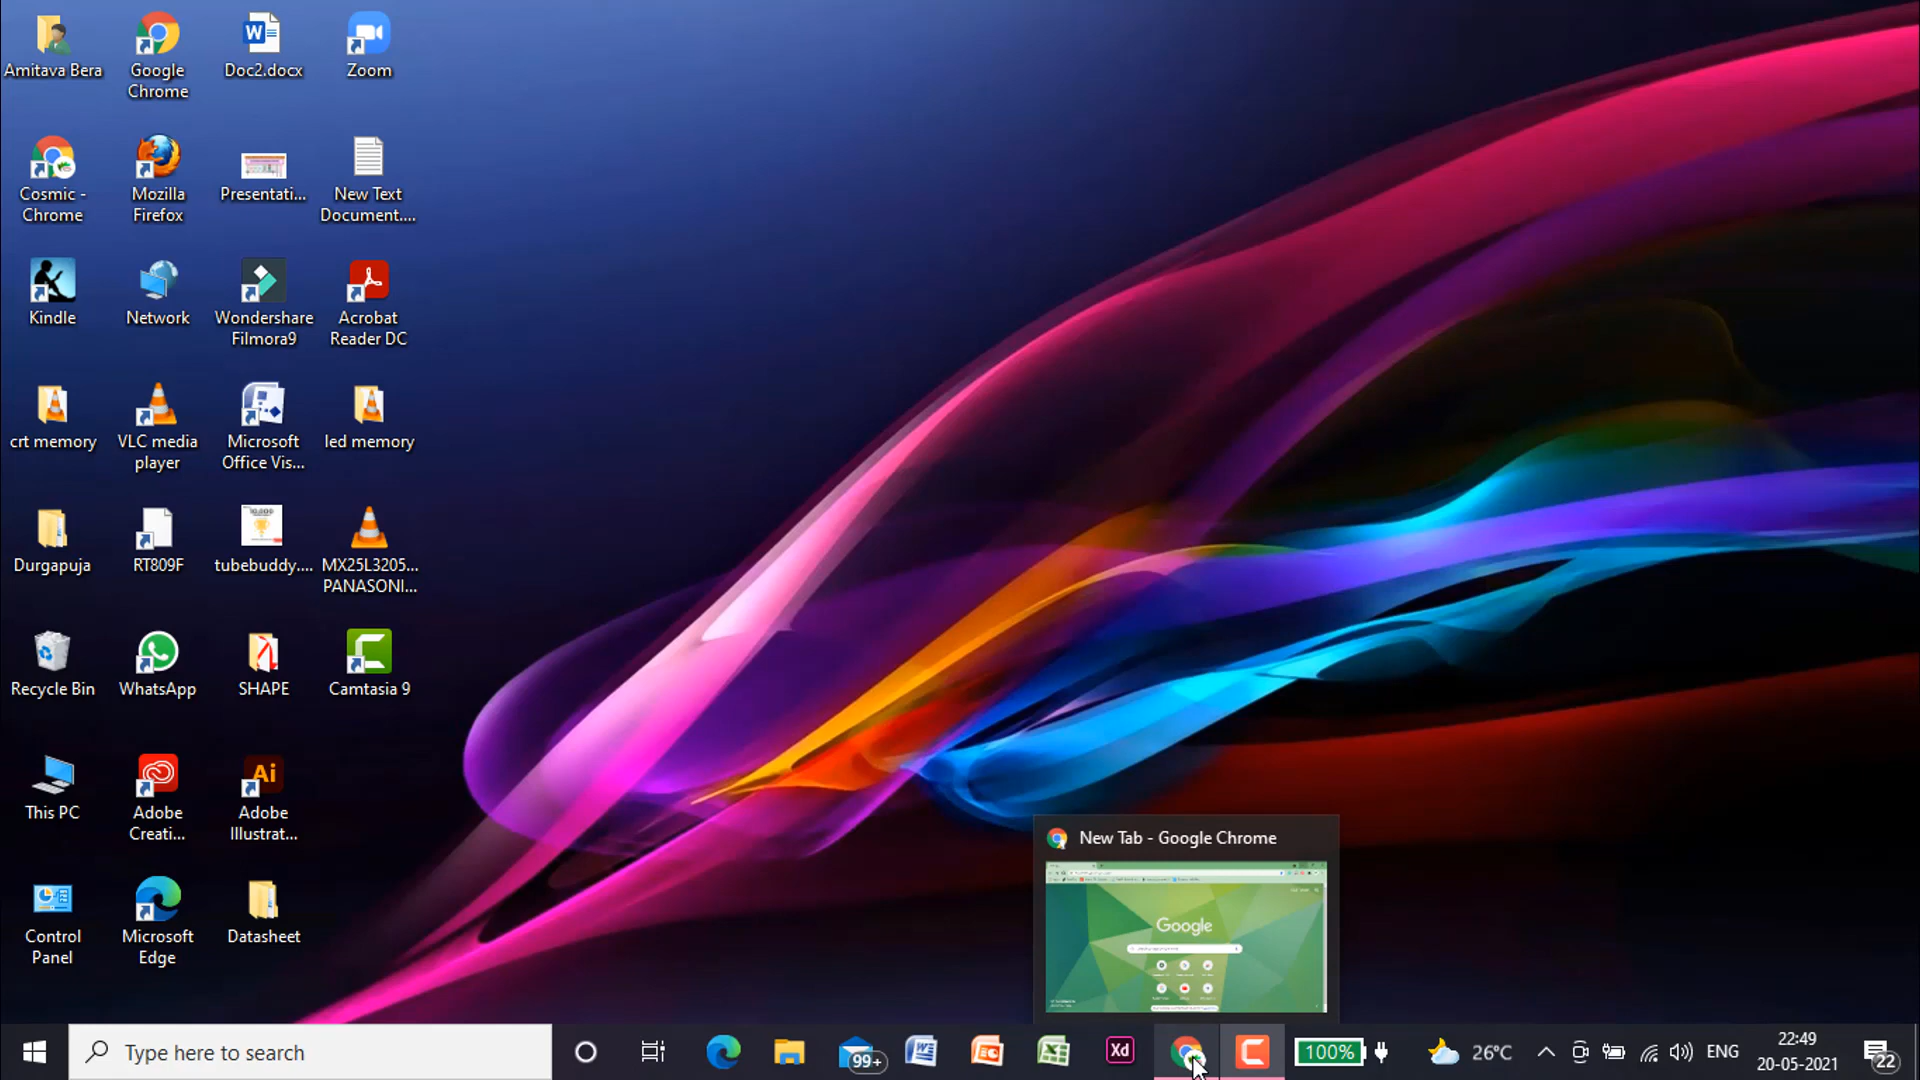 Amitava Bera
Google
Chrome
Doc2.docx
Zoom
Cosmic -
Chrome
Mozilla
Firefox
Presentati...
New Text
Document....
Kindle
Network
Wondershare
Filmora9
Acrobat
Reader DC
crt memory
VLC media
player
Microsoft
Office Vis...
led memory
Durgapuja
RT809F
10,000
tubebuddy....
MX25L3205...
PANASONI...
Recycle Bin
WhatsApp
SHAPE
Camtasia 9
This PC
Adobe
Creati...
Ai
Adobe
Illustrat...
Control
Panel
Microsoft
Edge
Datasheet
New Tab - Google Chrome
Google
Type here to search
99+
Xd
100%
26°C
ENG
22:49
20-05-2021
22